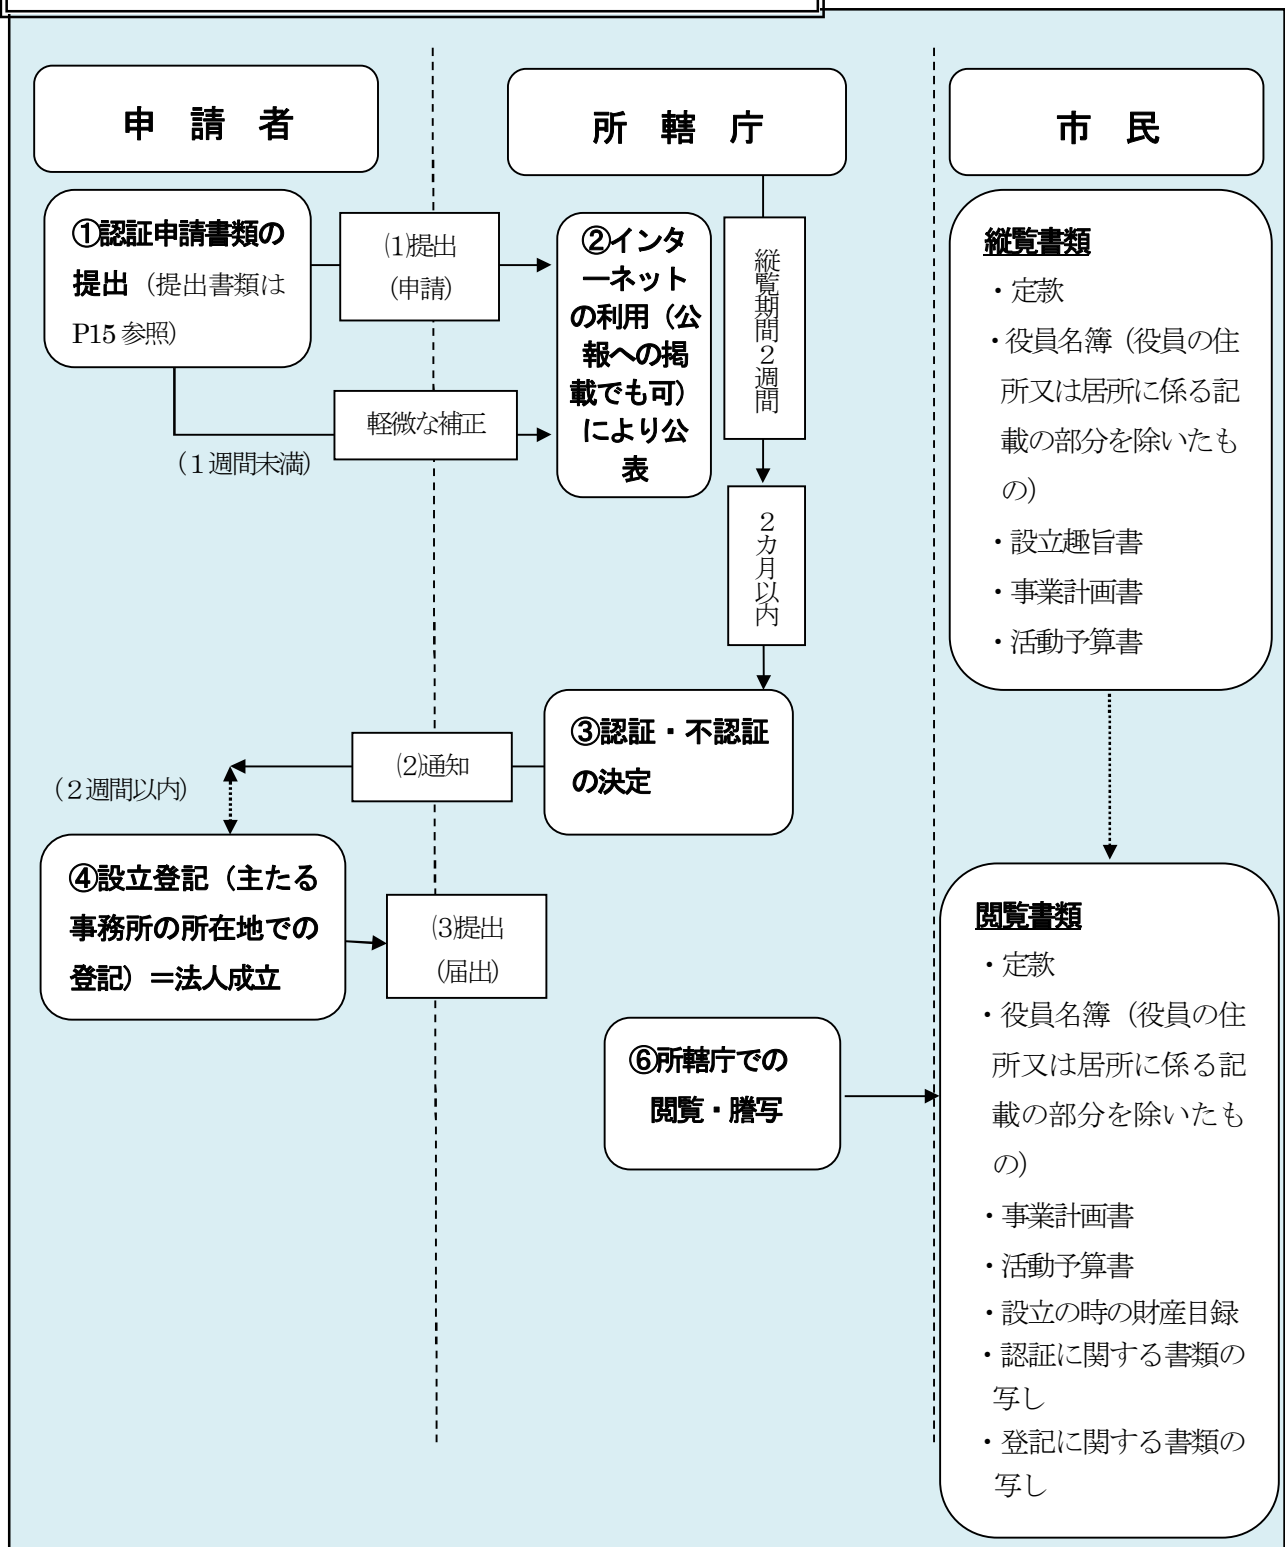 申 請 者
所 轄 庁
市 民
①認証申請書類の
提出（提出書類は
P15 参照）
⑴提出
（申請）
軽微な補正
（１週間未満）
②インタ
ーネット
の利用（公
報への掲
載でも可）
により公
表
縦覧期間２週間
２カ月以内
③認証・不認証
の決定
⑵通知
（２週間以内）
④設立登記（主たる
事務所の所在地での
登記）＝法人成立
⑶提出
（届出）
⑥所轄庁での
閲覧・謄写
縦覧書類
・定款
・役員名簿（役員の住
所又は居所に係る記
載の部分を除いたも
の）
・設立趣旨書
・事業計画書
・活動予算書
閲覧書類
・定款
・役員名簿（役員の住
所又は居所に係る記
載の部分を除いたも
の）
・事業計画書
・活動予算書
・設立の時の財産目録
・認証に関する書類の
写し
・登記に関する書類の
写し